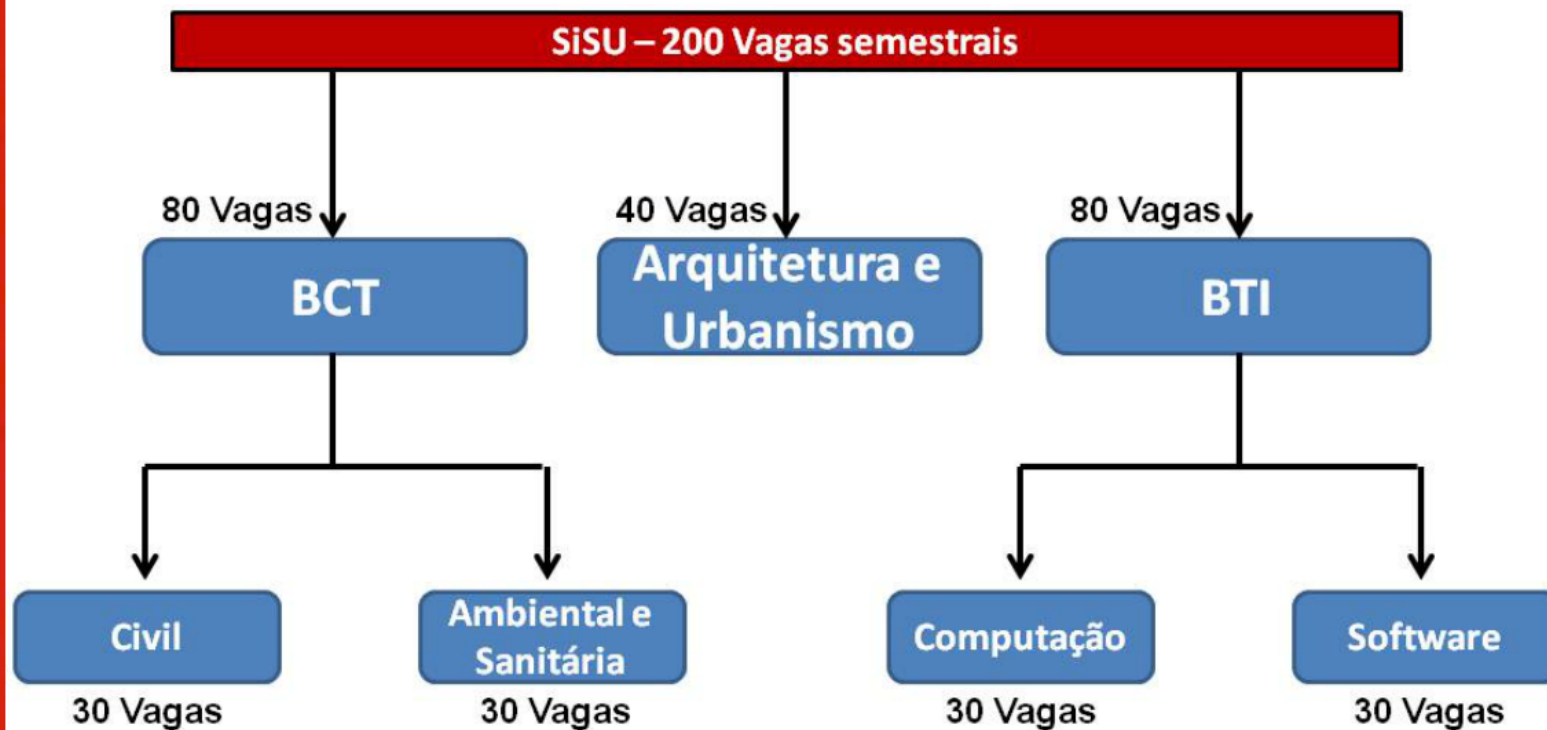 SiSU – 200 Vagas semestrais
80 Vagas
40 Vagas
80 Vagas
BCT
Arquitetura e
Urbanismo
BTI
Civil
Ambiental e
Sanitária
Computação
Software
30 Vagas
30 Vagas
30 Vagas
30 Vagas